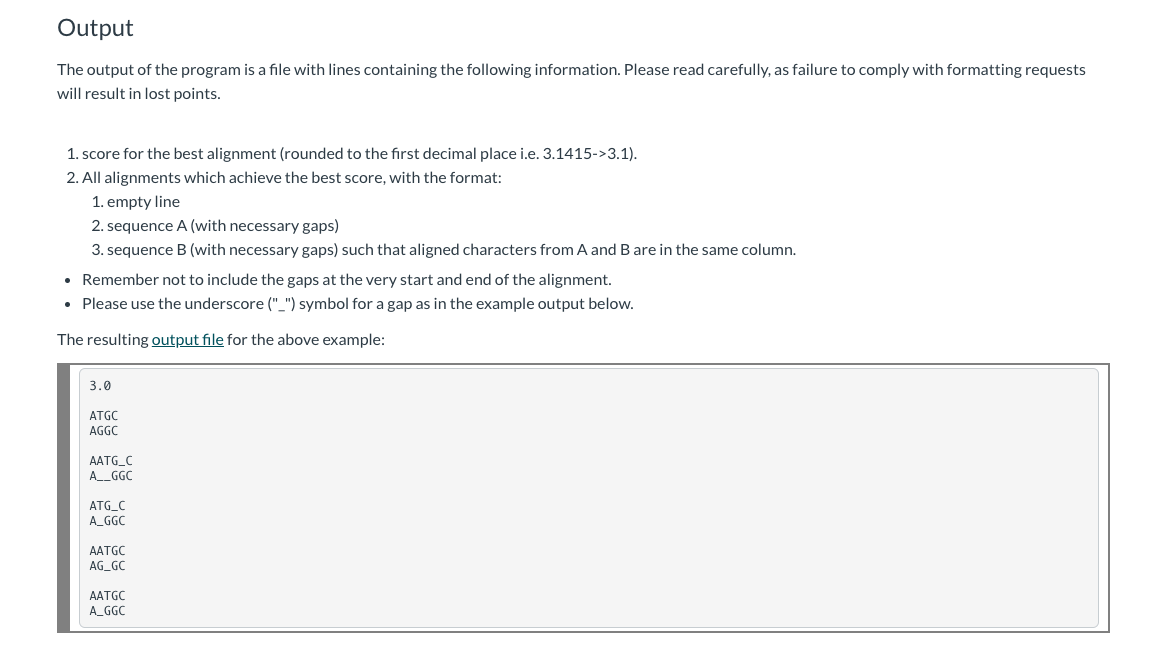 Output
The output of the program is a file with lines containing the following information. Please read carefully, as failure to comply with formatting requests
will result in lost points.
1. score for the best alignment (rounded to the first decimal place i.e. 3.1415->3.1).
2. All alignments which achieve the best score, with the format:
1. empty line
2. sequence A (with necessary gaps)
3. sequence B (with necessary gaps) such that aligned characters from A and B are in the same column.
• Remember not to include the gaps at the very start and end of the alignment.
• Please use the underscore ("_") symbol for a gap as in the example output below.
The resulting output file for the above example:
3.0
ATGC
AGGC
AATG_C
A__GGC
ATG_C
A_GGC
AATGC
AG_GC
AATGC
A_GGC